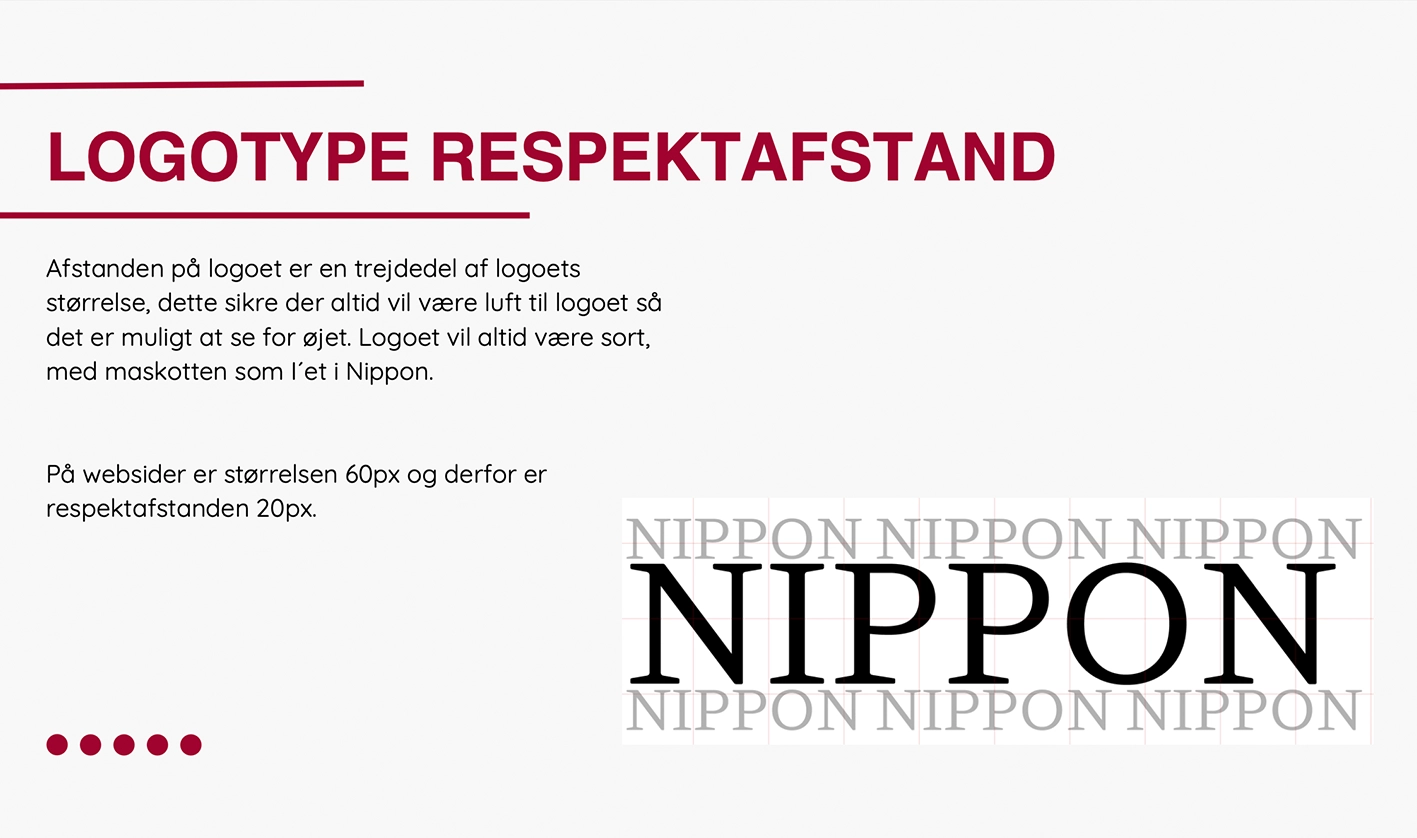 LOGOTYPE RESPEKTAFSTAND
Afstanden på logoet er en trejdedel af logoets
størrelse, dette sikre der altid vil være luft til logoet så
det er muligt at se for øjet. Logoet vil altid være sort,
med maskotten som I´et i Nippon.
På websider er størrelsen 60px og derfor er
respektafstanden 20px.
NIPPON NIPPON NIPPON
NIPPON
NIPPON NIPPON NIPPON